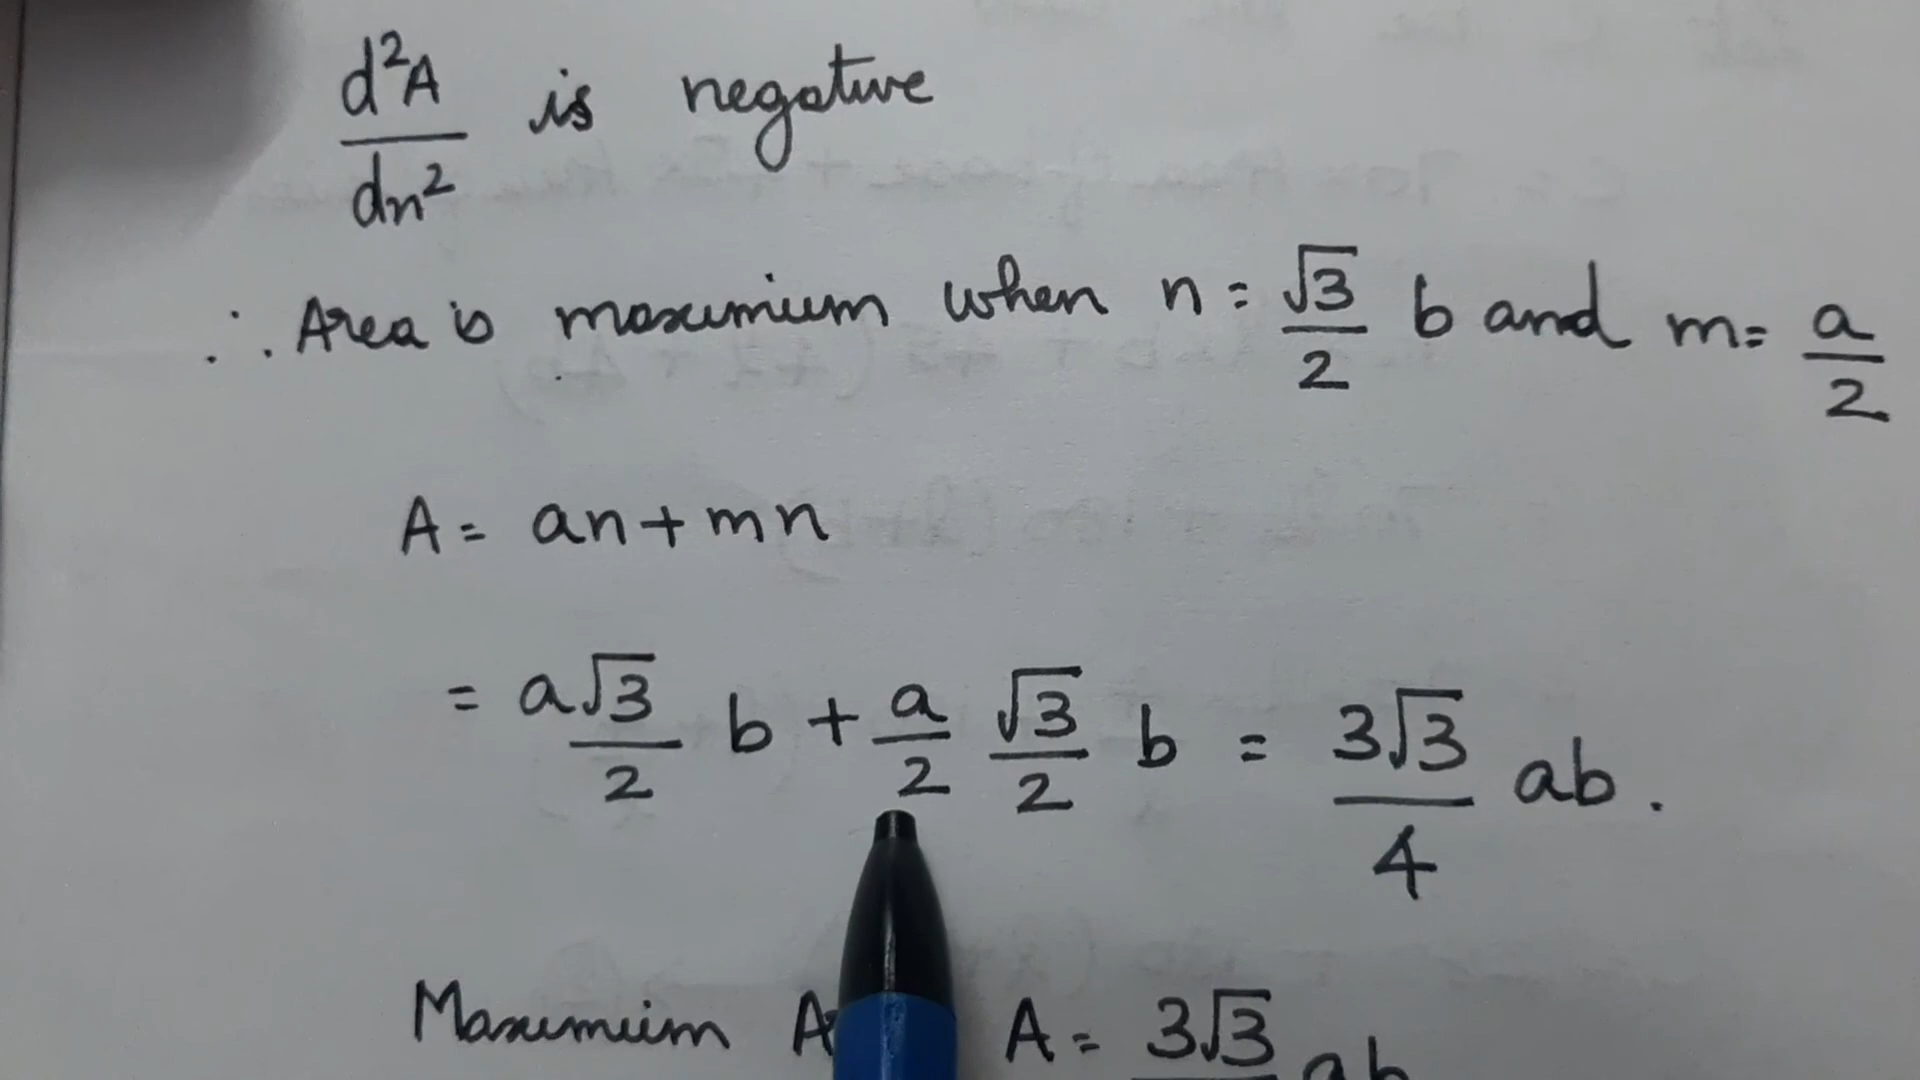 d²A/dn² is negative
∴ Area is maximum when n = √3/2 b and m = a/2
A = an + mn
= a√3/2 b + a/2 √3/2 b = 3√3/4 ab.
Maximum A A = 3√3 ab